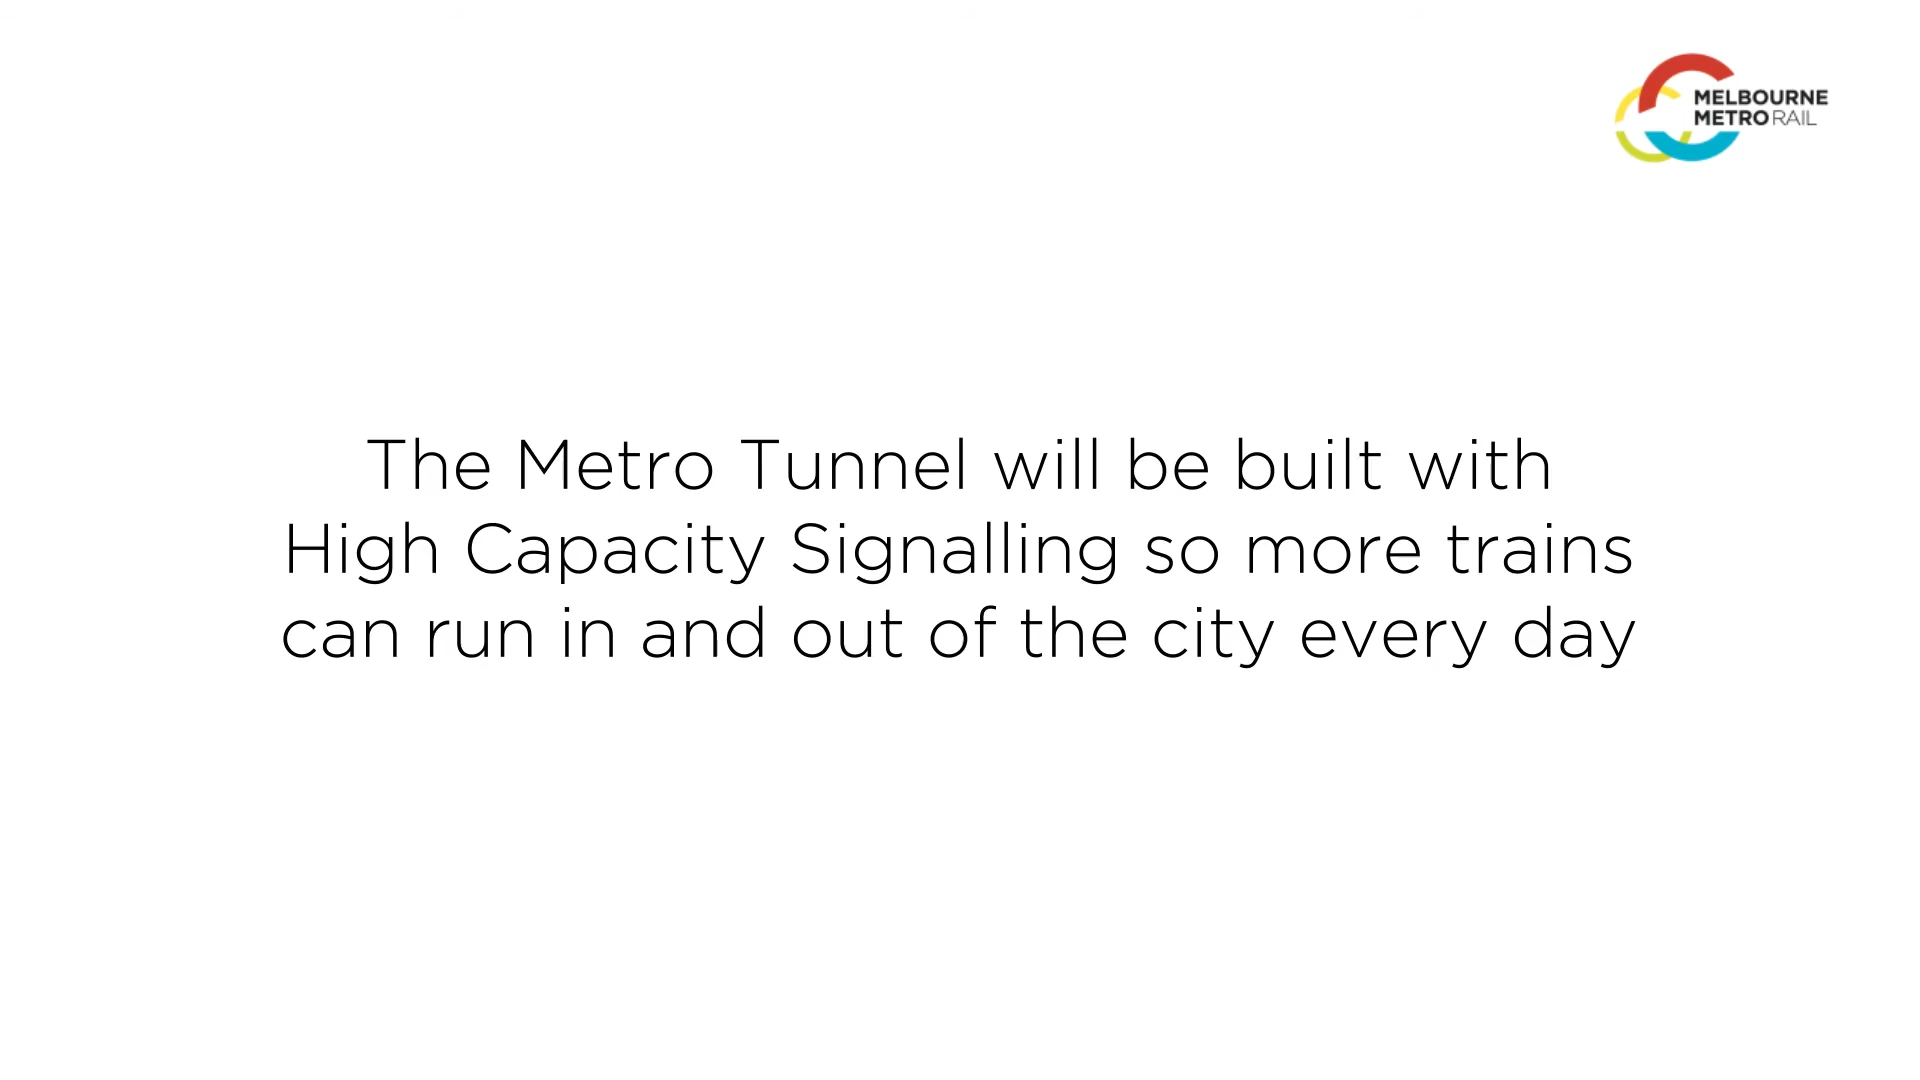 MELBOURNE
METRO RAIL
The Metro Tunnel will be built with
High Capacity Signalling so more trains
can run in and out of the city every day